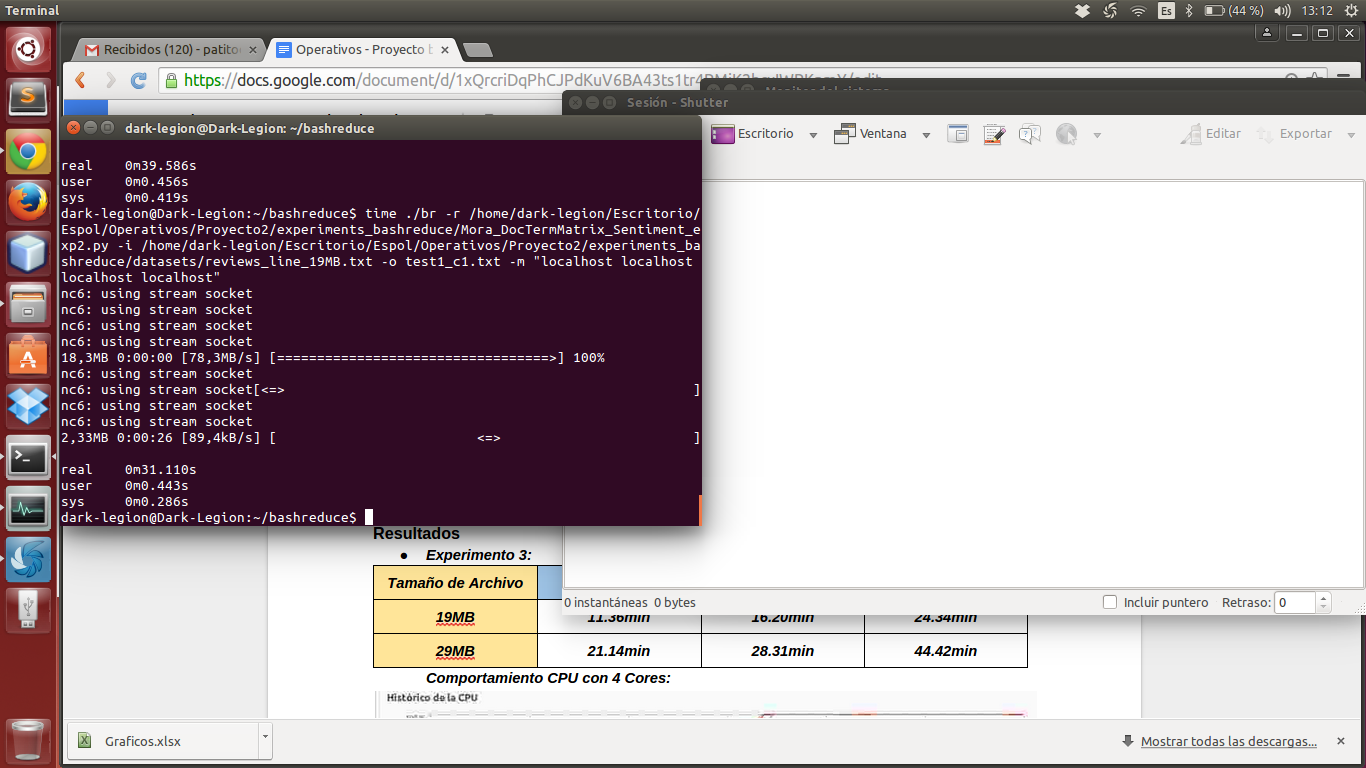 Terminal
Es
(44 %)
13:12
Recibidos (120) - patito
Operativos - Proyecto b
https://docs.google.com/document/d/1xQrcriDqPhCJPdKuV6BA43ts1tr4
Sesión - Shutter
dark-legion@Dark-Legion: ~/bashreduce
Escritorio
Ventana
Editar
Exportar
real    0m39.586s
user    0m0.456s
sys     0m0.419s
dark-legion@Dark-Legion:~/bashreduce$ time ./br -r /home/dark-legion/Escritorio/
Espol/Operativos/Proyecto2/experiments_bashreduce/Mora_DocTermMatrix_Sentiment_e
xp2.py -i /home/dark-legion/Escritorio/Espol/Operativos/Proyecto2/experiments_ba
shreduce/datasets/reviews_line_19MB.txt -o test1_c1.txt -m "localhost localhost
localhost localhost"
nc6: using stream socket
nc6: using stream socket
nc6: using stream socket
nc6: using stream socket
18,3MB 0:00:00 [78,3MB/s] [==================================>] 100%
nc6: using stream socket
nc6: using stream socket[<=>                                                   ]
nc6: using stream socket
nc6: using stream socket
2,33MB 0:00:26 [89,4kB/s] [                         <=>                        ]
real    0m31.110s
user    0m0.443s
sys     0m0.286s
dark-legion@Dark-Legion:~/bashreduce$
Resultados
● Experimento 3:
Tamaño de Archivo
0 instantáneas 0 bytes
Incluir puntero
Retraso: 0
19MB 11.36min 16.20min 24.34min
29MB 21.14min 28.31min 44.42min
Comportamiento CPU con 4 Cores:
Histórico de la CPU
Graficos.xlsx
Mostrar todas las descargas...